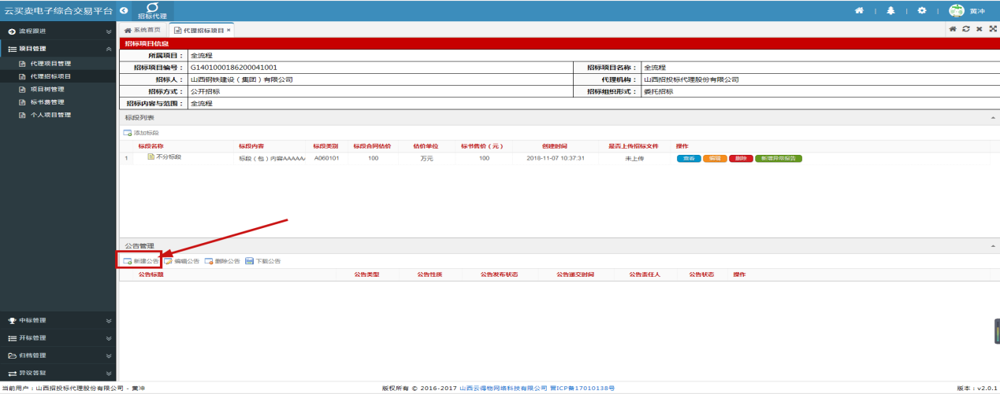 云买卖电子综合交易平台 招标代理 黄冲
流程跟进 系统首页 代理招标项目 ×
项目管理
代理项目管理
代理招标项目
项目树管理
标书费管理
个人项目管理
中标管理
开标管理
归档管理
异议答疑
招标项目信息
所属项目： 全流程
招标项目编号： G1401000186200041001 招标项目名称： 全流程
招标人： 山西钢铁建设（集团）有限公司 代理机构： 山西招投标代理股份有限公司
招标方式： 公开招标 招标组织形式： 委托招标
招标内容与范围： 全流程
标段列表
添加标段
标段名称 标段内容 标段类别 标段合同估价 估价单位 标书售价（元） 创建时间 是否上传招标文件 操作
1 不分标段 标段（包）内容AAAAA/ A060101 100 万元 100 2018-11-07 10:37:31 未上传 查看 编辑 删除 新增异常报告
公告管理
新建公告 编辑公告 删除公告 下载公告
公告标题 公告类型 公告性质 公告发布状态 公告递交时间 公告责任人 公告状态 操作
当前用户：山西招投标代理股份有限公司 - 黄冲 版权所有 © 2016-2017 山西云得物网络科技有限公司 晋ICP备17010138号 版本：v2.0.1